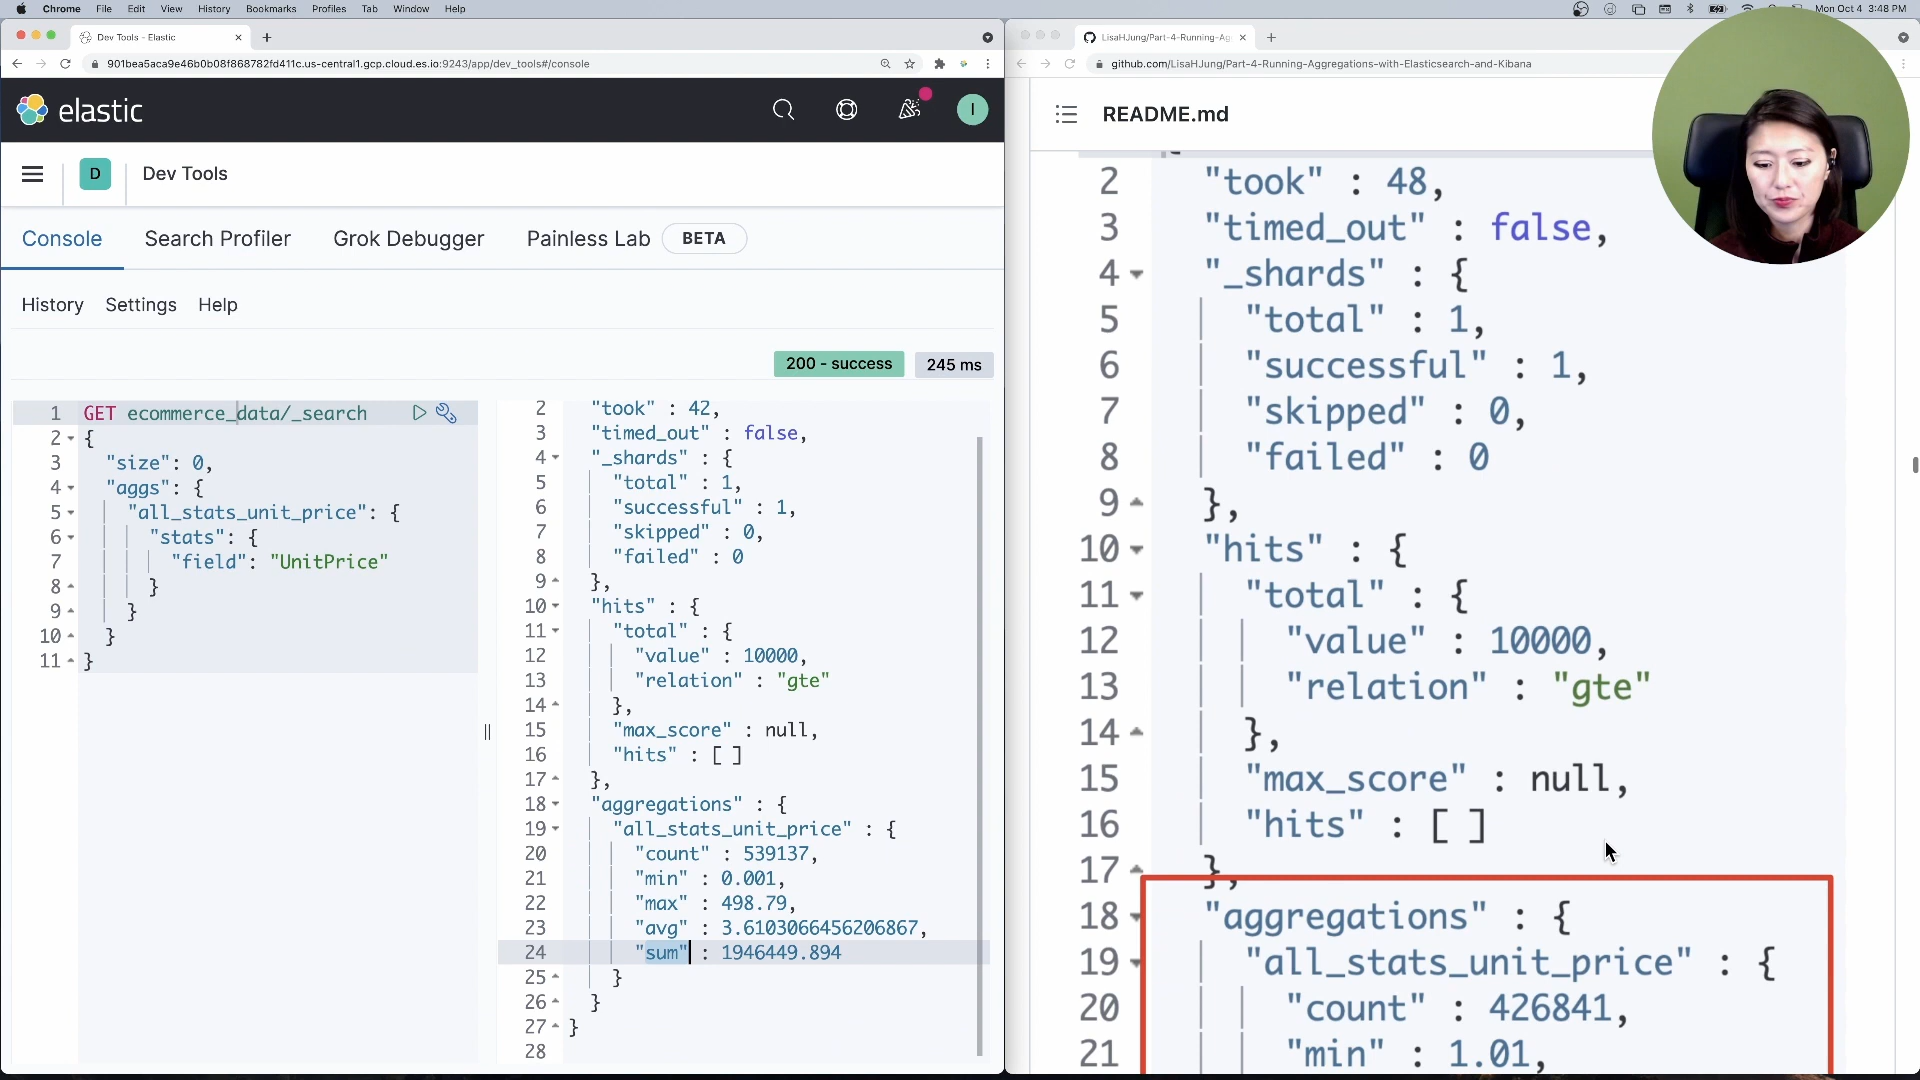 Chrome File Edit View History Bookmarks Profiles Tab Window Help
Mon Oct 4 3:48 PM
Dev Tools - Elastic
901bea5aca9e46b0b08f868782fd411c.us-central1.gcp.cloud.es.io:9243/app/dev_tools#/console
elastic
I
D
Dev Tools
Console Search Profiler Grok Debugger Painless Lab BETA
History Settings Help
200 - success 245 ms
1 GET ecommerce_data/_search
2 {
3 "size": 0,
4 "aggs": {
5 "all_stats_unit_price": {
6 "stats": {
7 "field": "UnitPrice"
8 }
9 }
10 }
11 }
2 "took" : 42,
3 "timed_out" : false,
4 "_shards" : {
5 "total" : 1,
6 "successful" : 1,
7 "skipped" : 0,
8 "failed" : 0
9 },
10 "hits" : {
11 "total" : {
12 "value" : 10000,
13 "relation" : "gte"
14 },
15 "max_score" : null,
16 "hits" : [ ]
17 },
18 "aggregations" : {
19 "all_stats_unit_price" : {
20 "count" : 539137,
21 "min" : 0.001,
22 "max" : 498.79,
23 "avg" : 3.6103066456206867,
24 "sum" : 1946449.894
25 }
26 }
27 }
28
LisaHJung/Part-4-Running-Ag
github.com/LisaHJung/Part-4-Running-Aggregations-with-Elasticsearch-and-Kibana
README.md
2 "took" : 48,
3 "timed_out" : false,
4 "_shards" : {
5 "total" : 1,
6 "successful" : 1,
7 "skipped" : 0,
8 "failed" : 0
9 },
10 "hits" : {
11 "total" : {
12 "value" : 10000,
13 "relation" : "gte"
14 },
15 "max_score" : null,
16 "hits" : [ ]
17 },
18 "aggregations" : {
19 "all_stats_unit_price" : {
20 "count" : 426841,
21 "min" : 1.01,